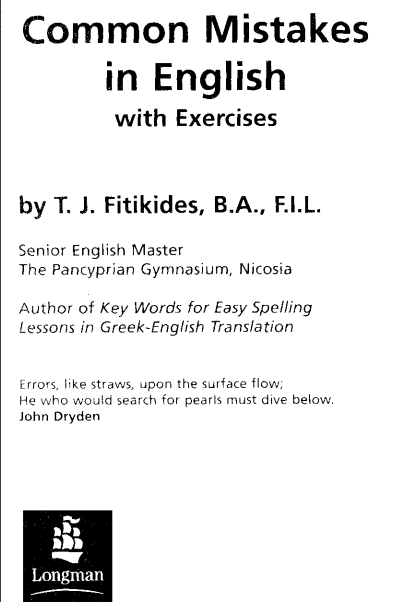 Common Mistakes
in English
with Exercises
by T. J. Fitikides, B.A., F.I.L.
Senior English Master
The Pancyprian Gymnasium, Nicosia
Author of Key Words for Easy Spelling
Lessons in Greek-English Translation
Errors, like straws, upon the surface flow;
He who would search for pearls must dive below.
John Dryden
Longman